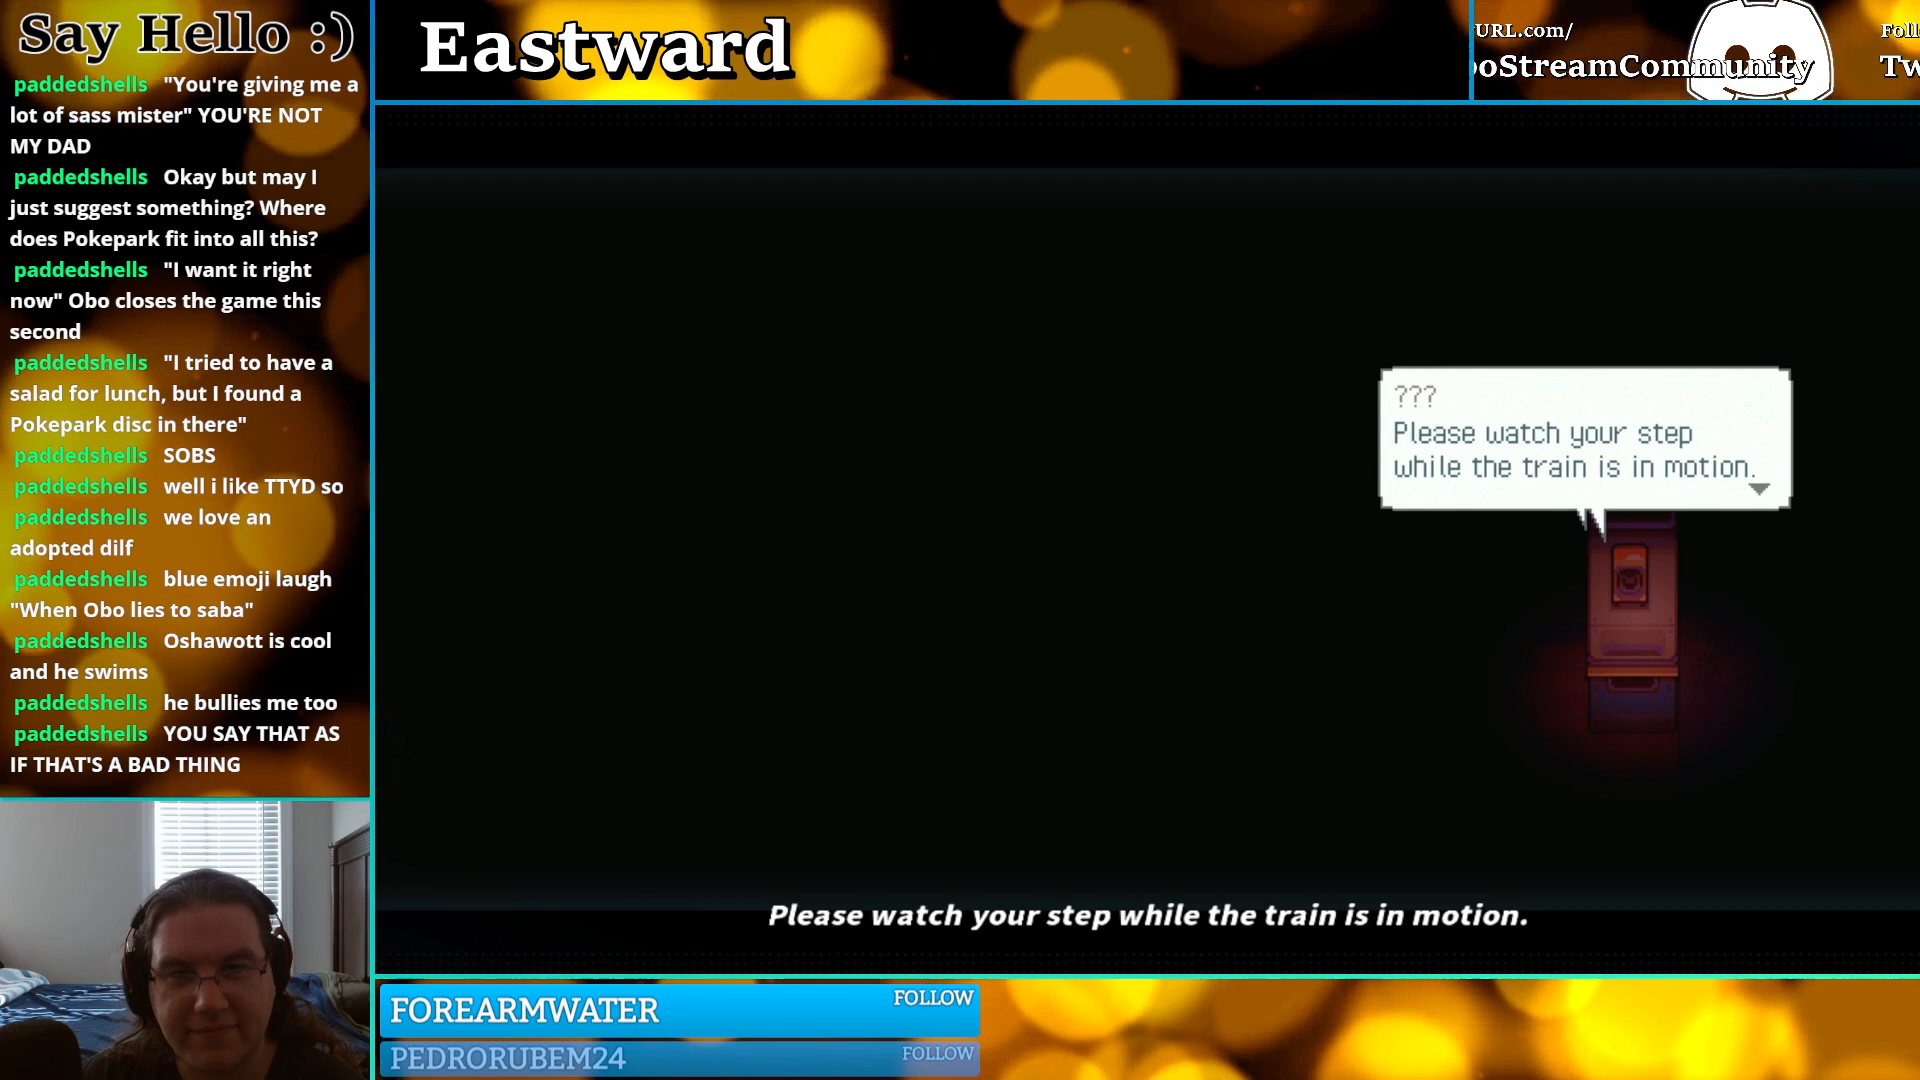 Say Hello :)
paddedshells "You're giving me a
lot of sass mister" YOU'RE NOT
MY DAD
paddedshells Okay but may I
just suggest something? Where
does Pokepark fit into all this?
paddedshells "I want it right
now" Obo closes the game this
second
paddedshells "I tried to have a
salad for lunch, but I found a
Pokepark disc in there"
paddedshells SOBS
paddedshells well i like TTYD so
paddedshells we love an
adopted dilf
paddedshells blue emoji laugh
"When Obo lies to saba"
paddedshells Oshawott is cool
and he swims
paddedshells he bullies me too
paddedshells YOU SAY THAT AS
IF THAT'S A BAD THING
Eastward
URL.com/
oStreamCommunity
Foll
Tw
???
Please watch your step
while the train is in motion.
Please watch your step while the train is in motion.
FOREARMWATER FOLLOW
PEDRORUBEM24 FOLLOW